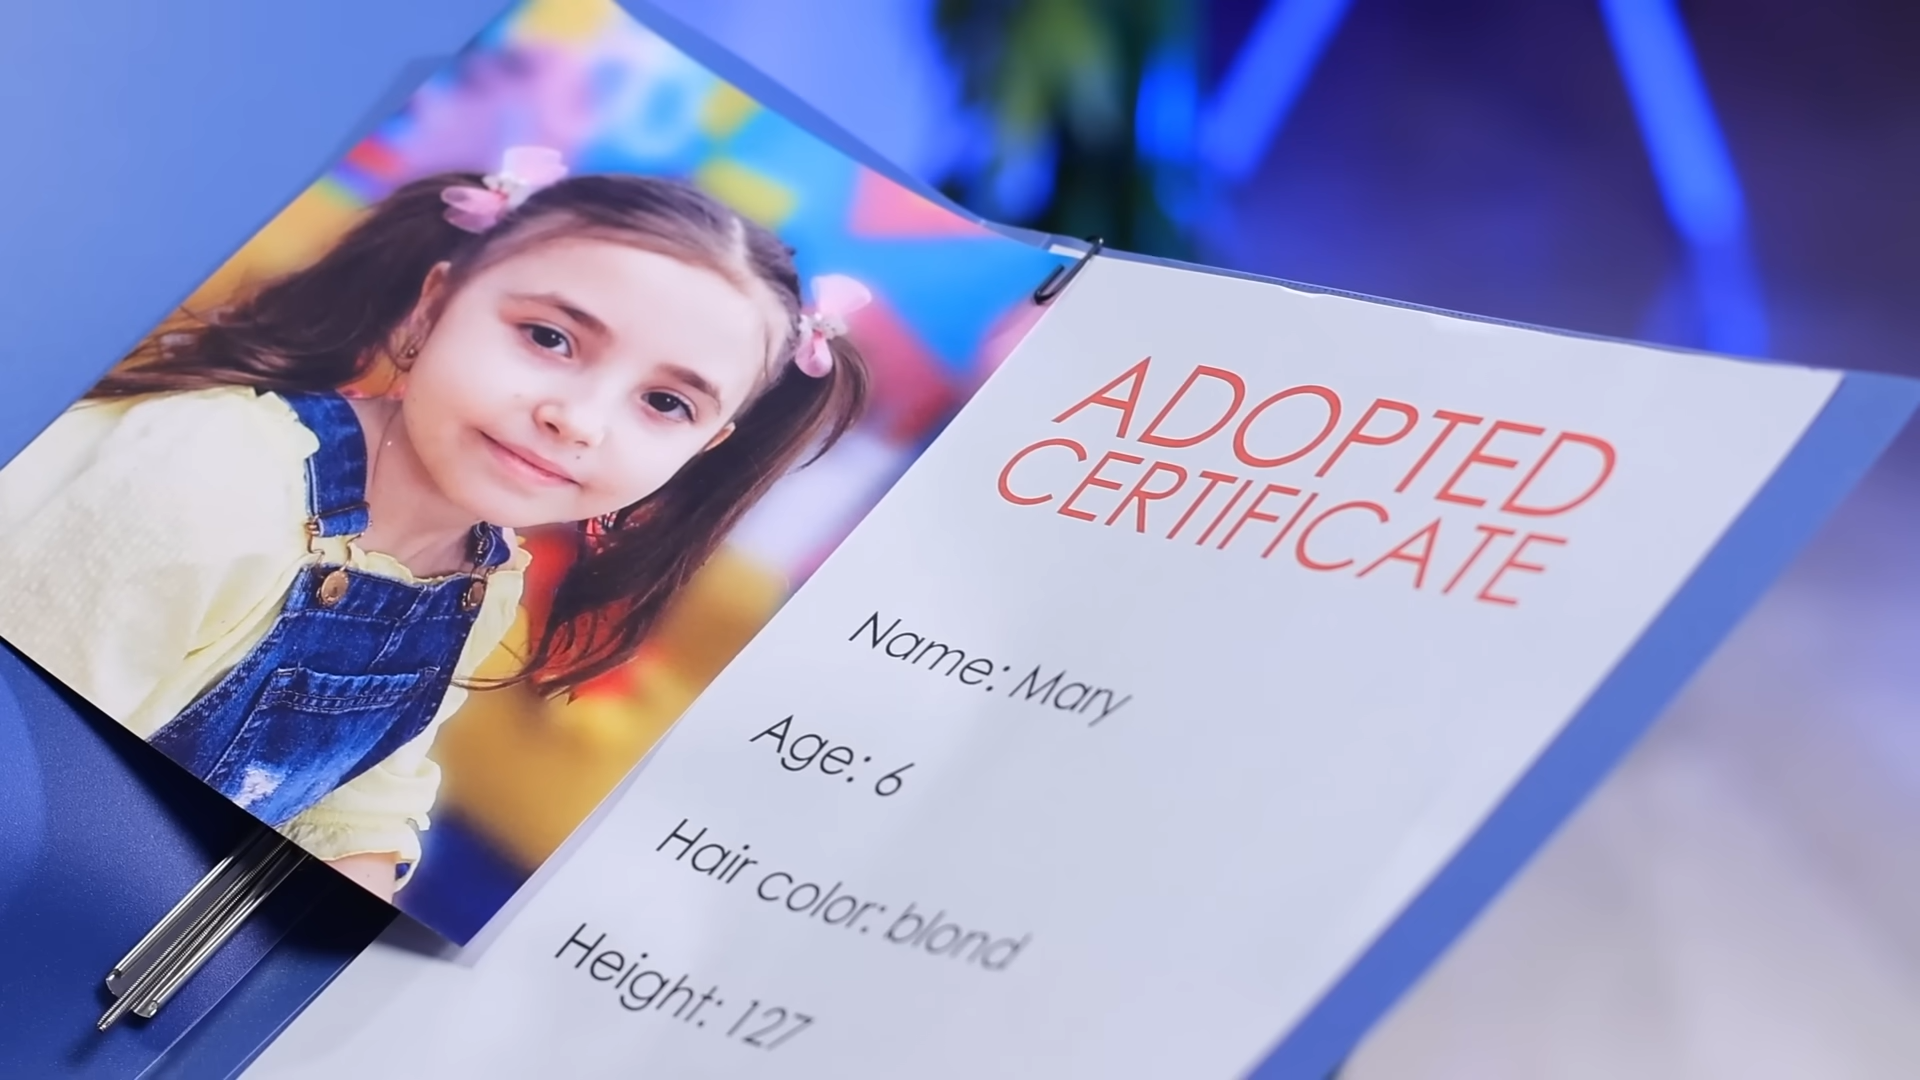 ADOPTED
CERTIFICATE
Name: Mary
Age: 6
Hair color: blond
Height: 127